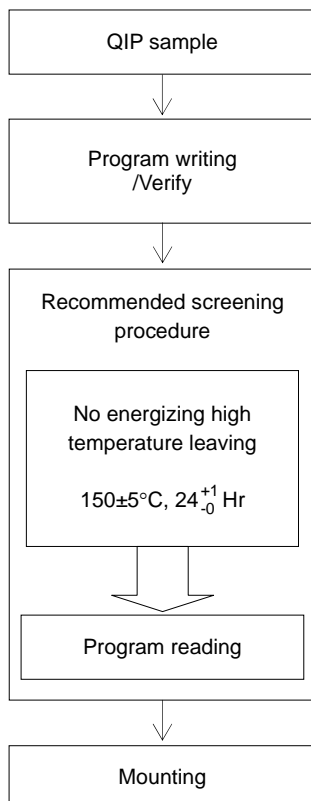 QIP sample
Program writing
/Verify
Recommended screening
procedure
No energizing high
temperature leaving
150±5°C, 24 +1 -0 Hr
Program reading
Mounting